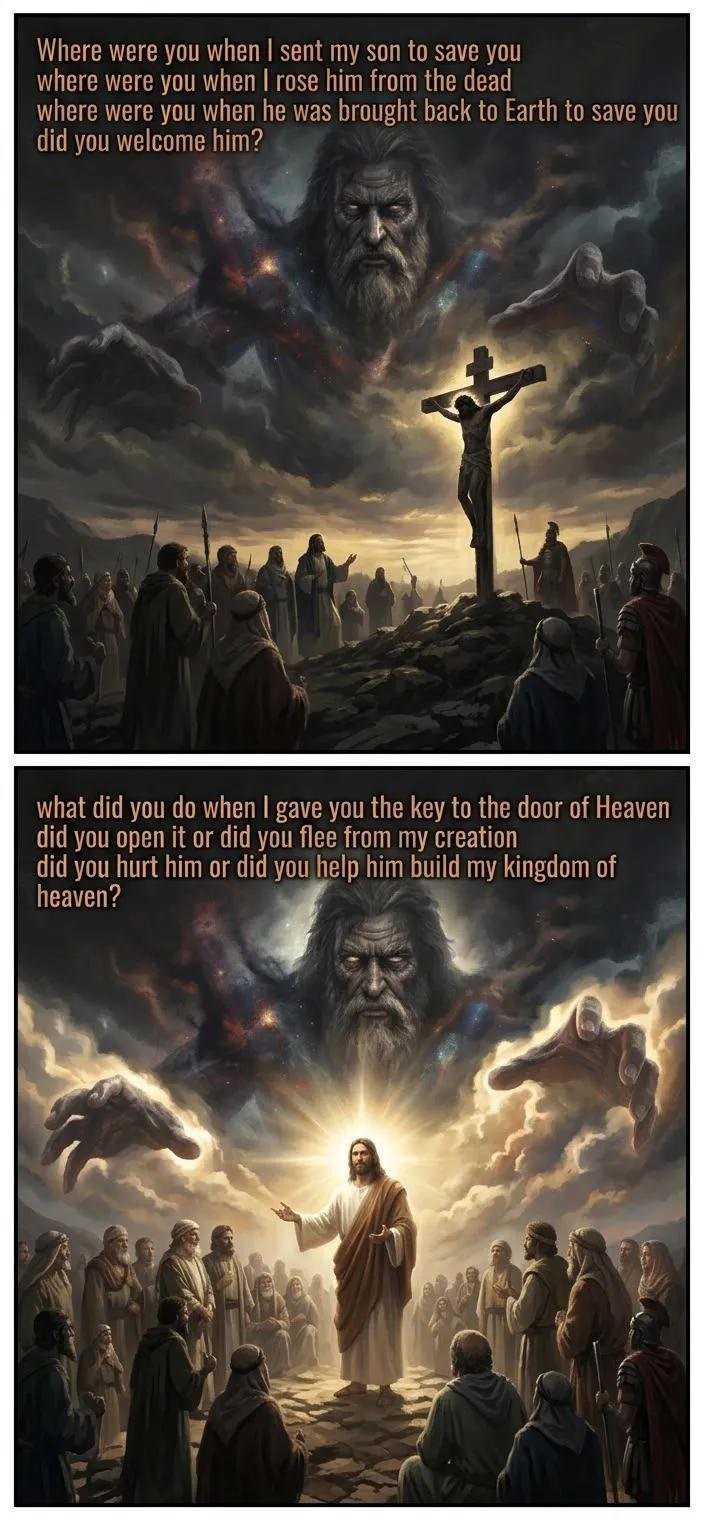 Where were you when I sent my son to save you
where were you when I rose him from the dead
where were you when he was brought back to Earth to save you
did you welcome him?
what did you do when I gave you the key to the door of Heaven
did you open it or did you flee from my creation
did you hurt him or did you help him build my kingdom of
heaven?